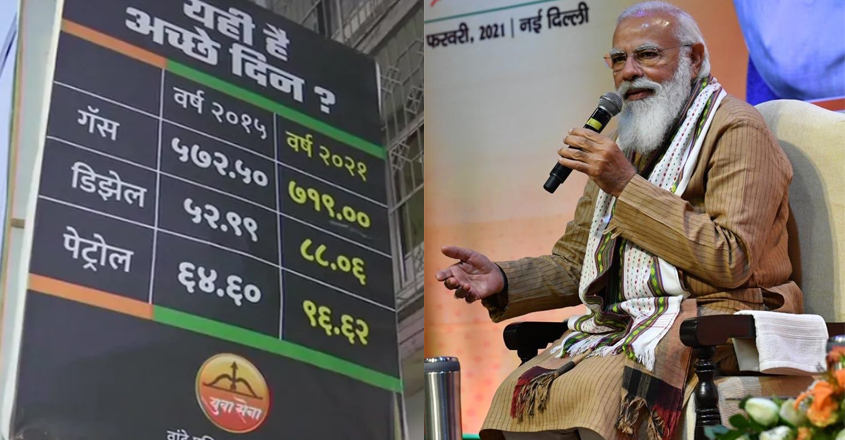 यही है
अच्छे दिन ?
वर्ष २०१५ वर्ष २०२१
गॅस ५७२.५० ७१९.००
डिझेल ५२.९९ ८८.०६
पेट्रोल ६४.६० ९६.६२
युवा सेना
फरवरी, 2021 | नई दिल्ली